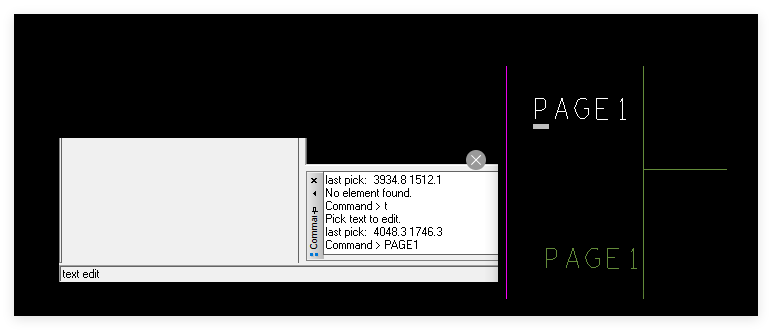 PAGE1
last pick: 3934.8 1512.1
No element found.
Command > t
Pick text to edit.
last pick: 4048.3 1746.3
Command > PAGE1
Command
PAGE1
text edit